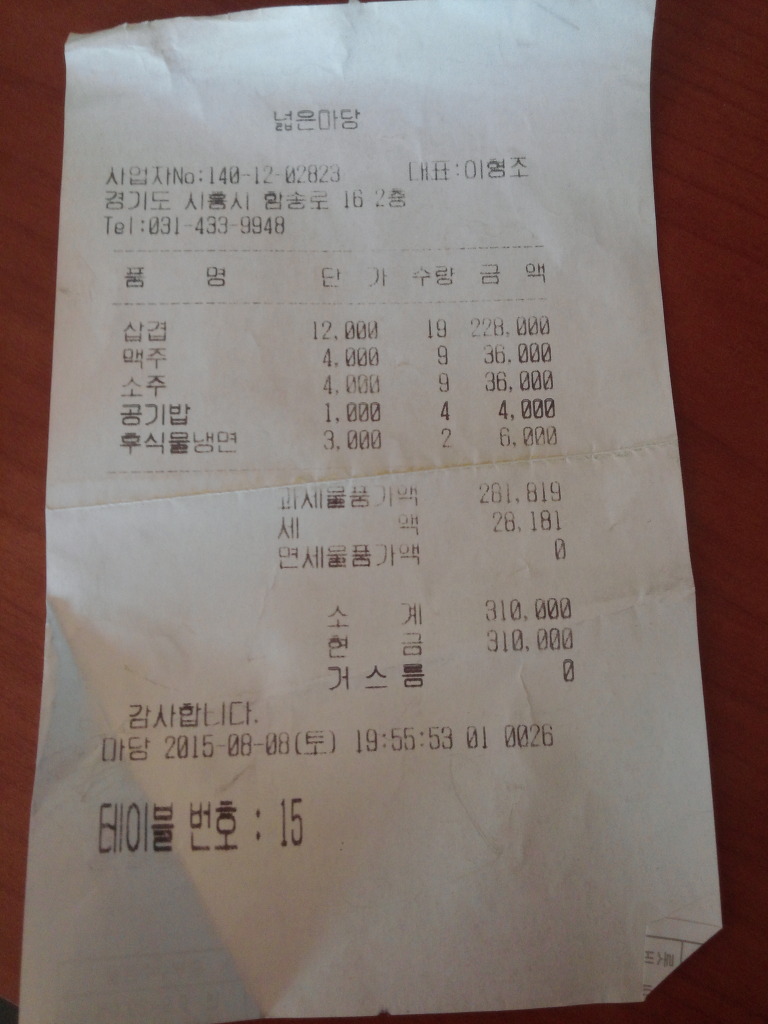 넓은마당
사업자No:140-12-02823 대표:이형조
경기도 시흥시 함송로 16 2층
Tel:031-433-9948
품 명 단 가 수량 금 액
삽겹 12,000 19 228,000
맥주 4,000 9 36,000
소주 4,000 9 36,000
공기밥 1,000 4 4,000
후식물냉면 3,000 2 6,000
과세물품가액 281,819
세 액 28,181
면세물품가액 0
소 계 310,000
현 금 310,000
거스름 0
감사합니다.
마당 2015-08-08(토) 19:55:53 01 0026
테이블 번호 : 15